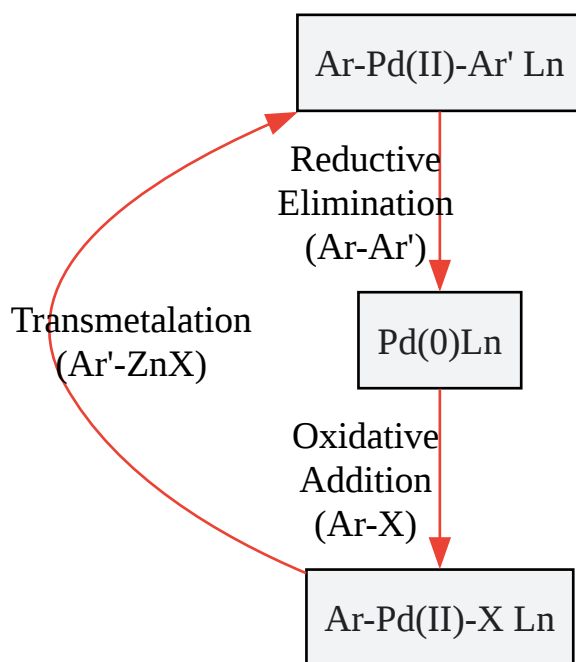 Ar-Pd(II)-Ar' Ln
Reductive
Elimination
(Ar-Ar')
Transmetalation
(Ar'-ZnX)
Pd(0)Ln
Oxidative
Addition
(Ar-X)
Ar-Pd(II)-X Ln